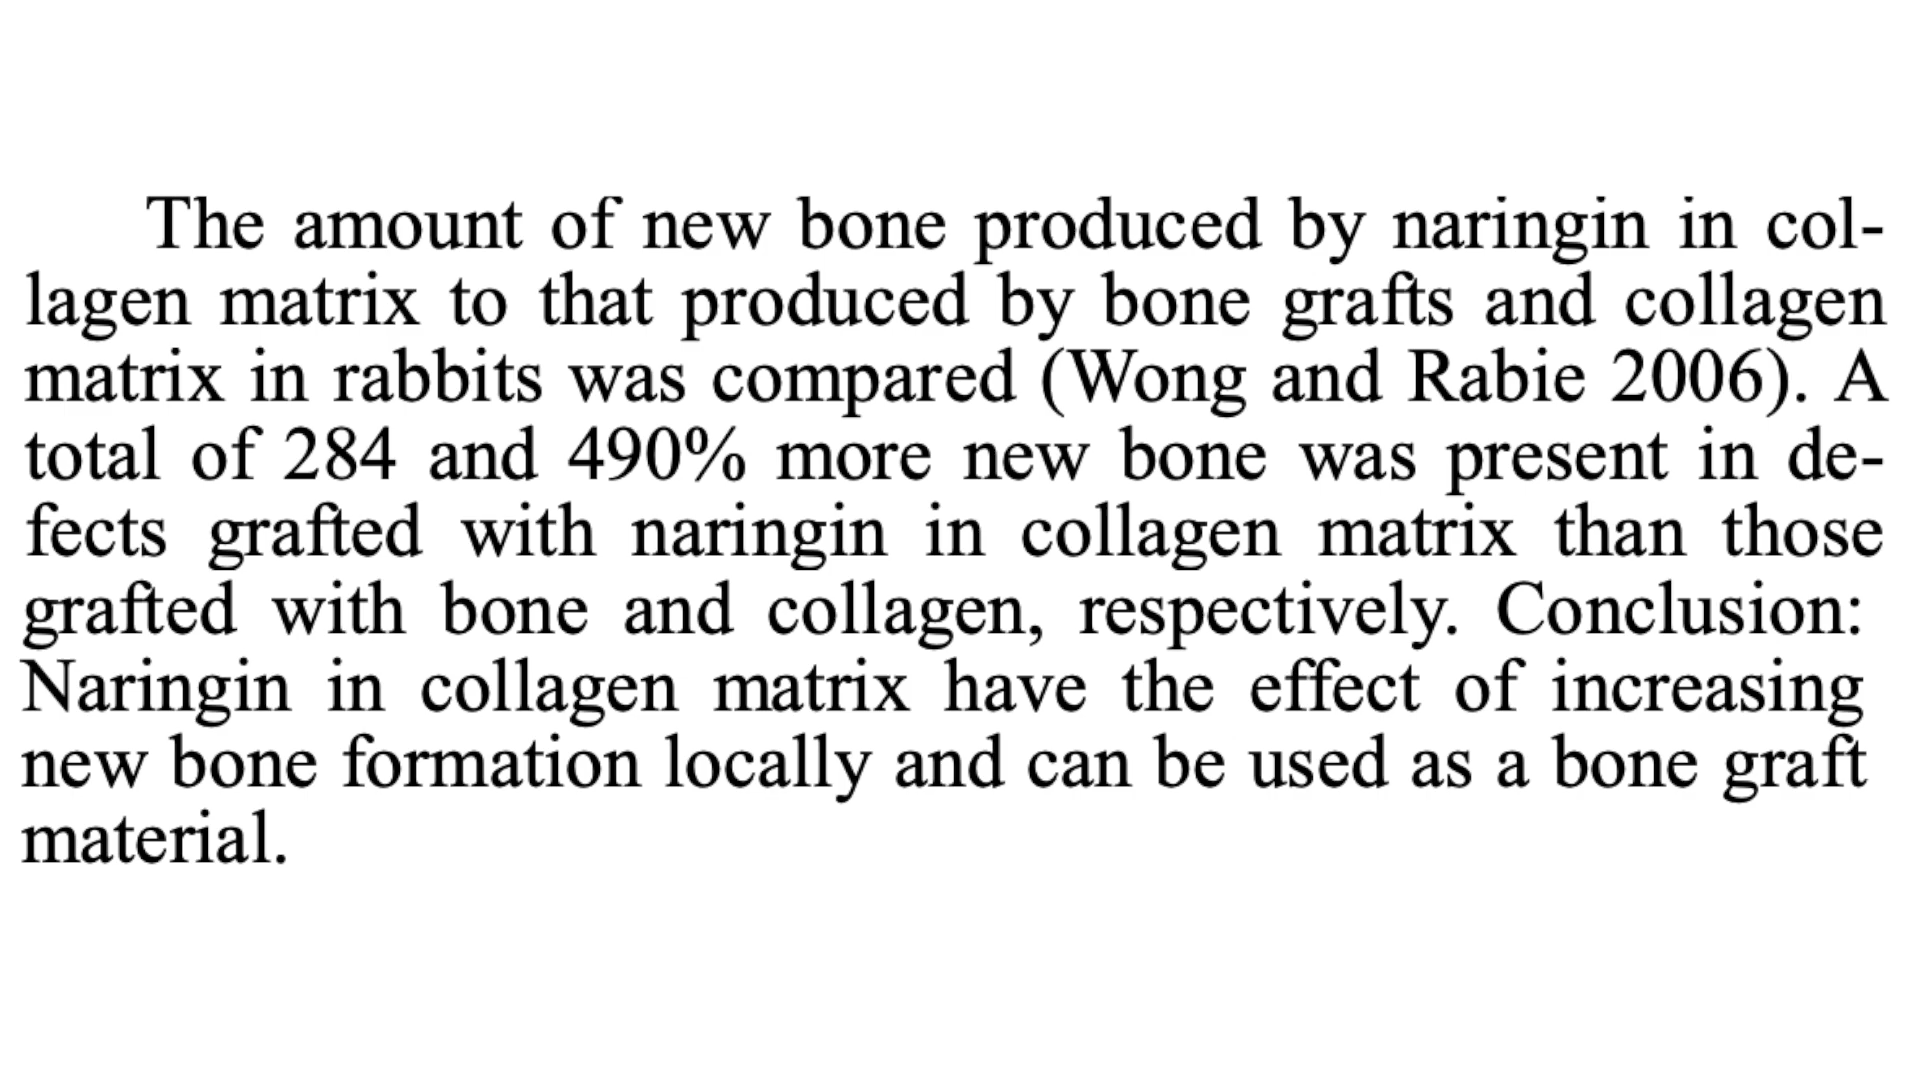 The amount of new bone produced by naringin in col-
lagen matrix to that produced by bone grafts and collagen
matrix in rabbits was compared (Wong and Rabie 2006). A
total of 284 and 490% more new bone was present in de-
fects grafted with naringin in collagen matrix than those
grafted with bone and collagen, respectively. Conclusion:
Naringin in collagen matrix have the effect of increasing
new bone formation locally and can be used as a bone graft
material.